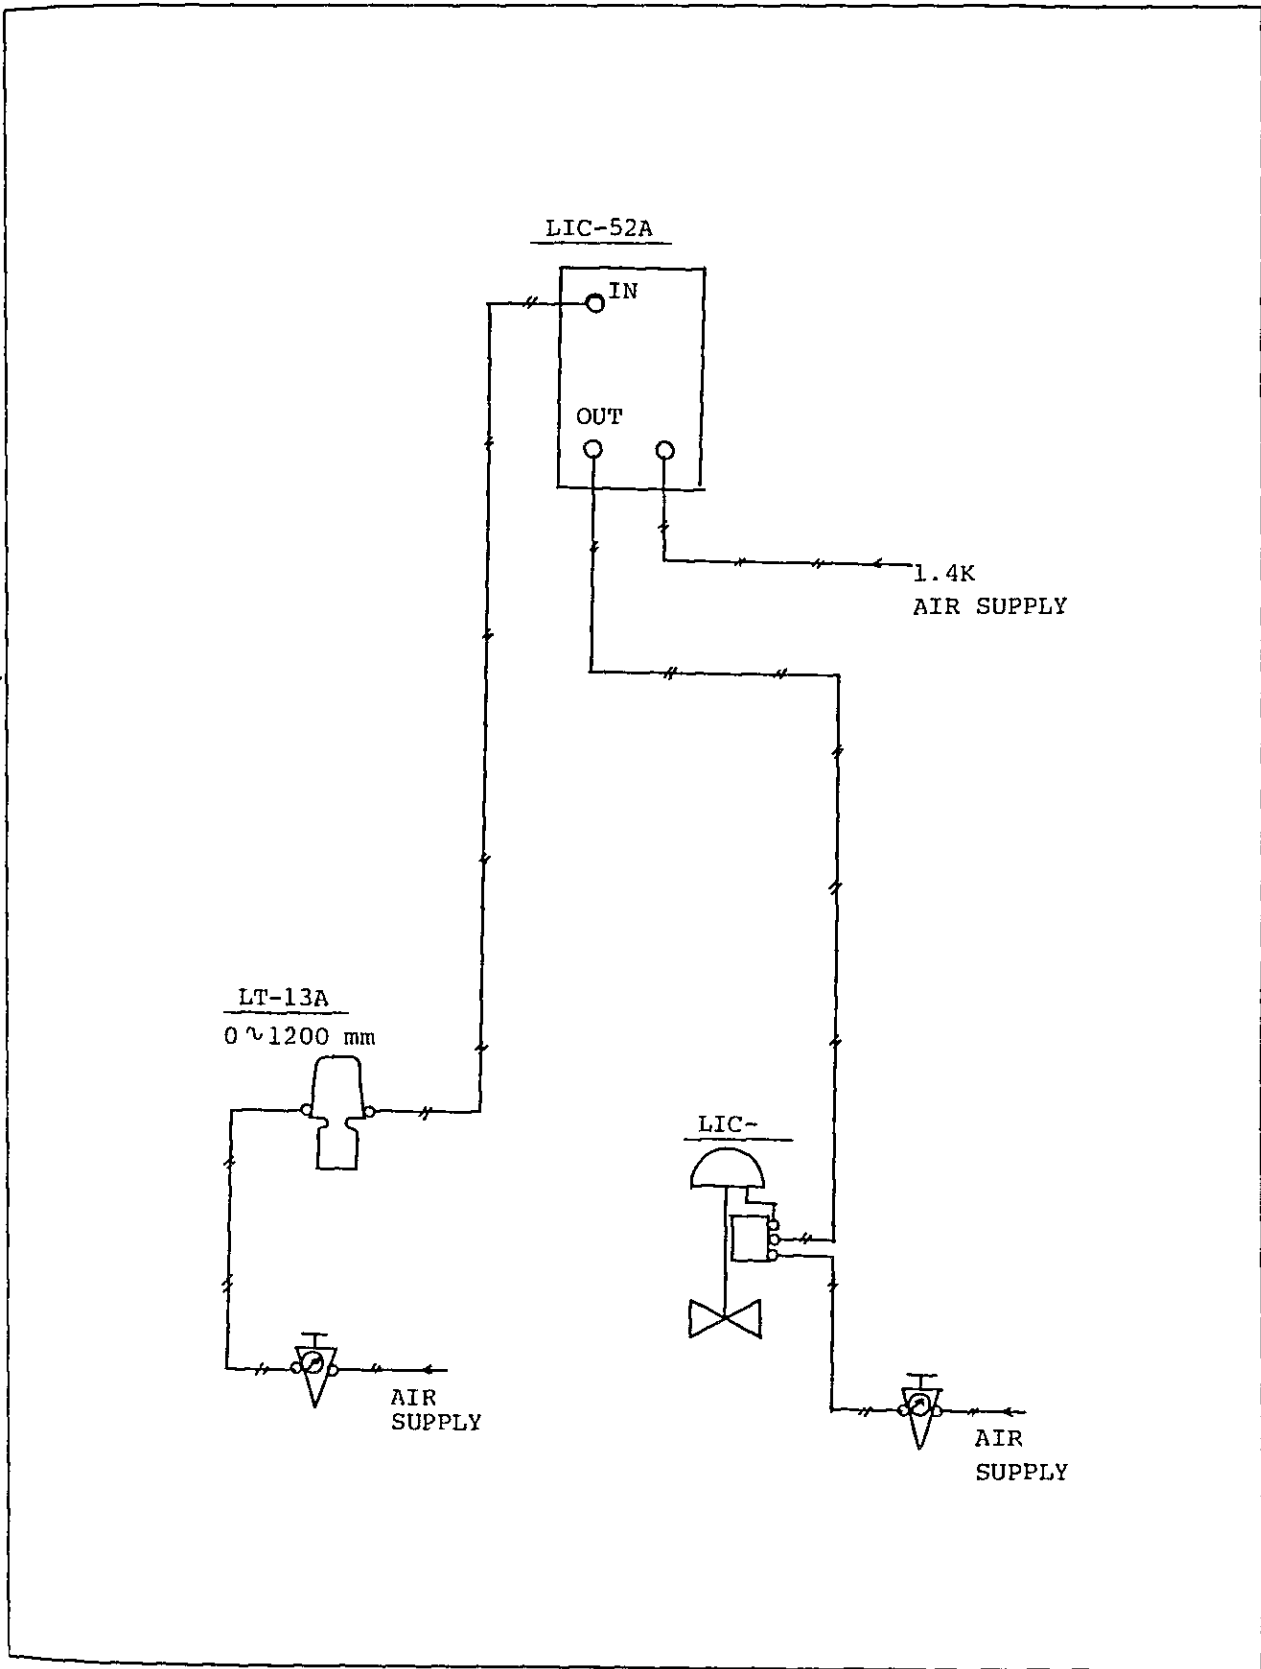 LIC-52A
IN
OUT
1.4K
AIR SUPPLY
LT-13A
0~1200 mm
LIC-
AIR
SUPPLY
AIR
SUPPLY